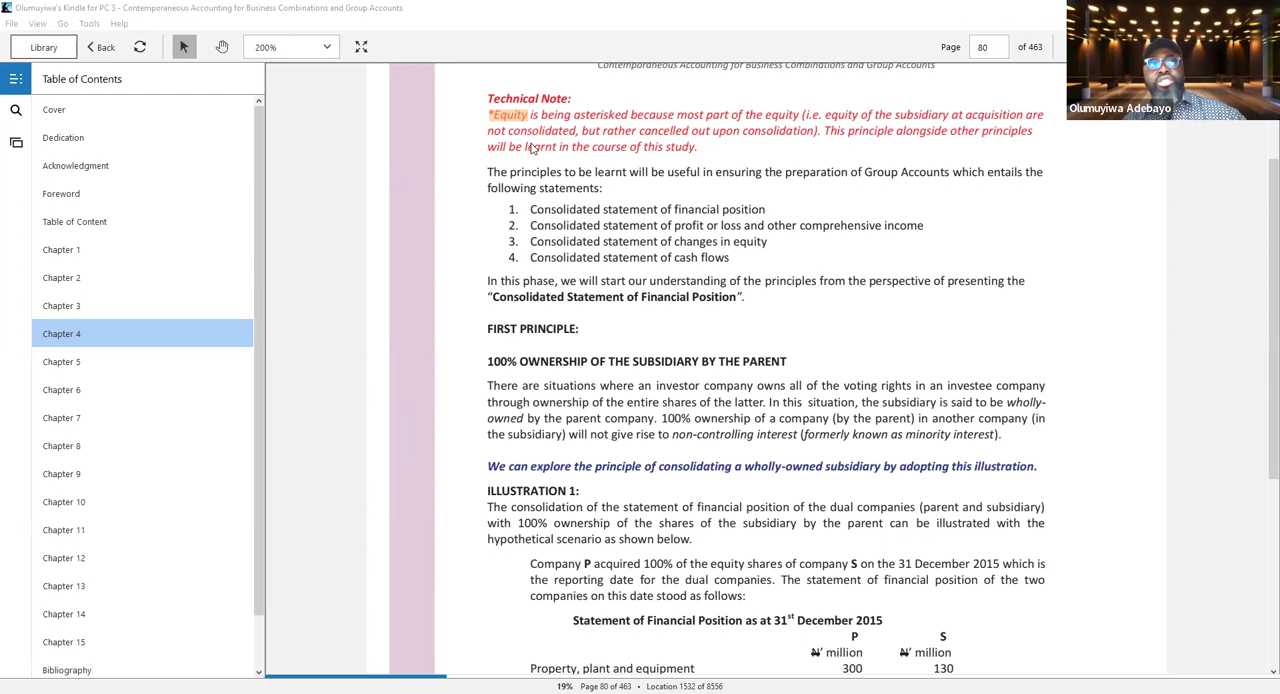 Olumuyiwa's Kindle for PC 3 - Contemporaneous Accounting for Business Combinations and Group Accounts
File View Go Tools Help
Library Back 200% Page 80 of 463
Table of Contents
Cover
Dedication
Acknowledgment
Foreword
Table of Content
Chapter 1
Chapter 2
Chapter 3
Chapter 4
Chapter 5
Chapter 6
Chapter 7
Chapter 8
Chapter 9
Chapter 10
Chapter 11
Chapter 12
Chapter 13
Chapter 14
Chapter 15
Bibliography
Contemporaneous Accounting for Business Combinations and Group Accounts
Technical Note:
*Equity is being asterisked because most part of the equity (i.e. equity of the subsidiary at acquisition are
not consolidated, but rather cancelled out upon consolidation). This principle alongside other principles
will be learnt in the course of this study.
The principles to be learnt will be useful in ensuring the preparation of Group Accounts which entails the
following statements:
1. Consolidated statement of financial position
2. Consolidated statement of profit or loss and other comprehensive income
3. Consolidated statement of changes in equity
4. Consolidated statement of cash flows
In this phase, we will start our understanding of the principles from the perspective of presenting the
“Consolidated Statement of Financial Position”.
FIRST PRINCIPLE:
100% OWNERSHIP OF THE SUBSIDIARY BY THE PARENT
There are situations where an investor company owns all of the voting rights in an investee company
through ownership of the entire shares of the latter. In this situation, the subsidiary is said to be wholly-
owned by the parent company. 100% ownership of a company (by the parent) in another company (in
the subsidiary) will not give rise to non-controlling interest (formerly known as minority interest).
We can explore the principle of consolidating a wholly-owned subsidiary by adopting this illustration.
ILLUSTRATION 1:
The consolidation of the statement of financial position of the dual companies (parent and subsidiary)
with 100% ownership of the shares of the subsidiary by the parent can be illustrated with the
hypothetical scenario as shown below.
Company P acquired 100% of the equity shares of company S on the 31 December 2015 which is
the reporting date for the dual companies. The statement of financial position of the two
companies on this date stood as follows:
Statement of Financial Position as at 31st December 2015
P S
₦' million ₦' million
Property, plant and equipment 300 130
19% Page 80 of 463 • Location 1532 of 8556
Olumuyiwa Adebayo